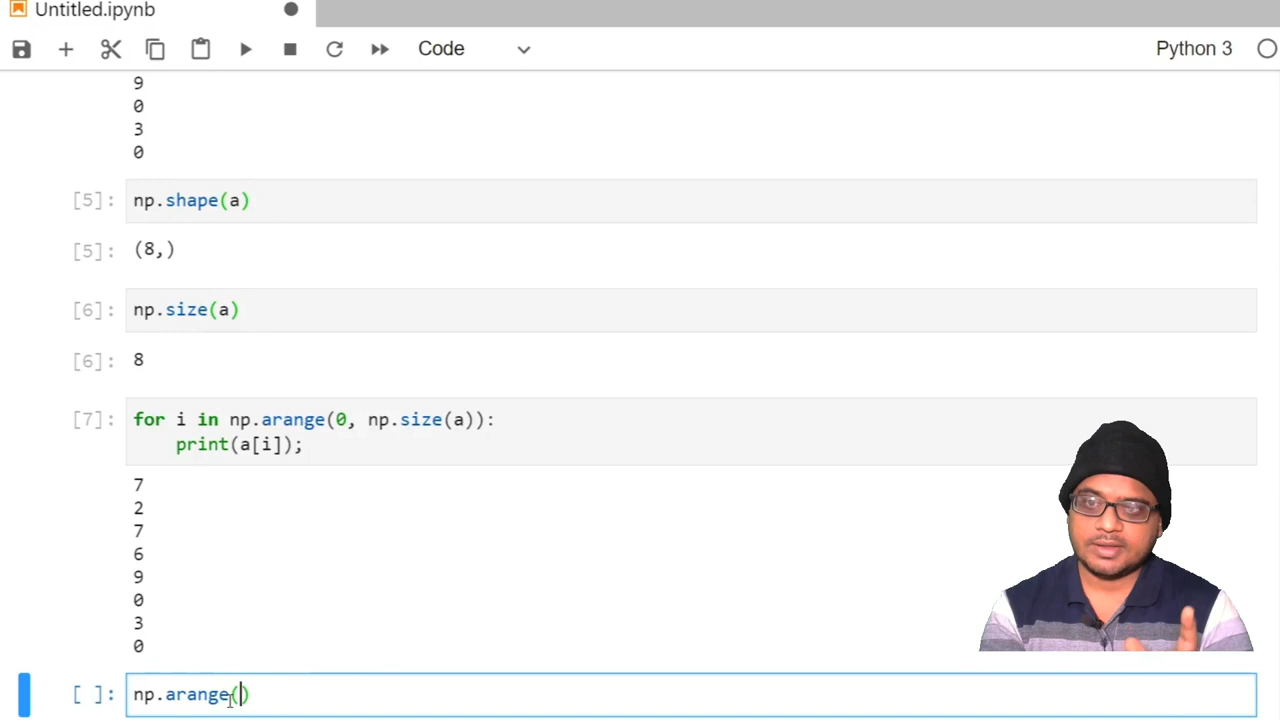 Untitled.ipynb
Code
Python 3
9
0
3
0
[5]: np.shape(a)
[5]: (8,)
[6]: np.size(a)
[6]: 8
[7]: for i in np.arange(0, np.size(a)):
print(a[i]);
7
2
7
6
9
0
3
0
[ ]: np.arange()